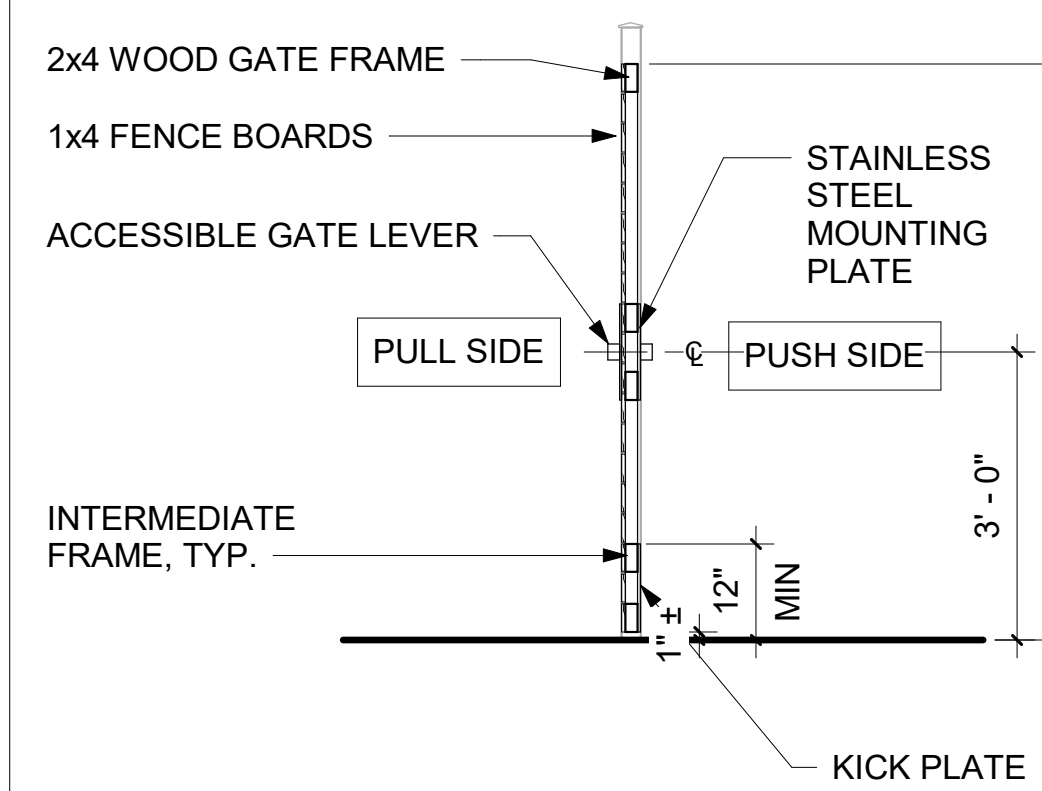 2x4 WOOD GATE FRAME
1x4 FENCE BOARDS
STAINLESS
STEEL
MOUNTING
PLATE
ACCESSIBLE GATE LEVER
PULL SIDE
℄
PUSH SIDE
3' - 0"
INTERMEDIATE
FRAME, TYP.
12"
MIN
1" ±
KICK PLATE